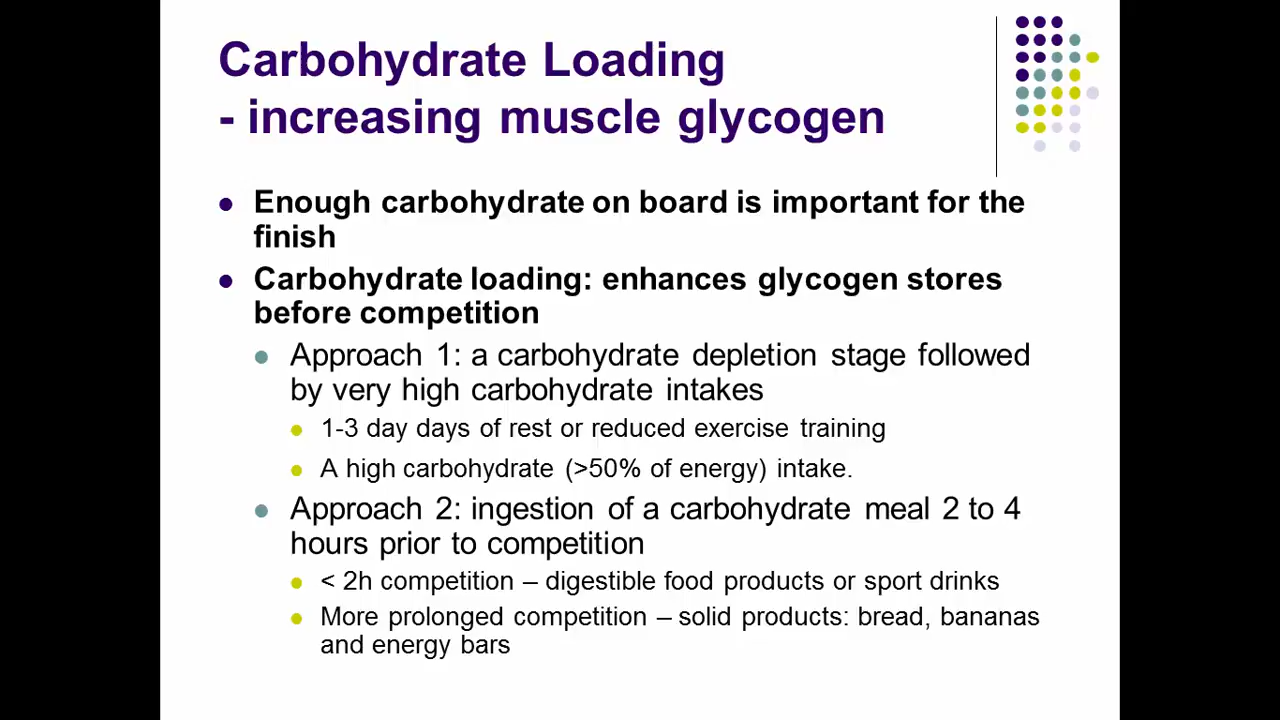 Carbohydrate Loading
- increasing muscle glycogen
Enough carbohydrate on board is important for the
finish
Carbohydrate loading: enhances glycogen stores
before competition
Approach 1: a carbohydrate depletion stage followed
by very high carbohydrate intakes
1-3 day days of rest or reduced exercise training
A high carbohydrate (>50% of energy) intake.
Approach 2: ingestion of a carbohydrate meal 2 to 4
hours prior to competition
< 2h competition – digestible food products or sport drinks
More prolonged competition – solid products: bread, bananas
and energy bars